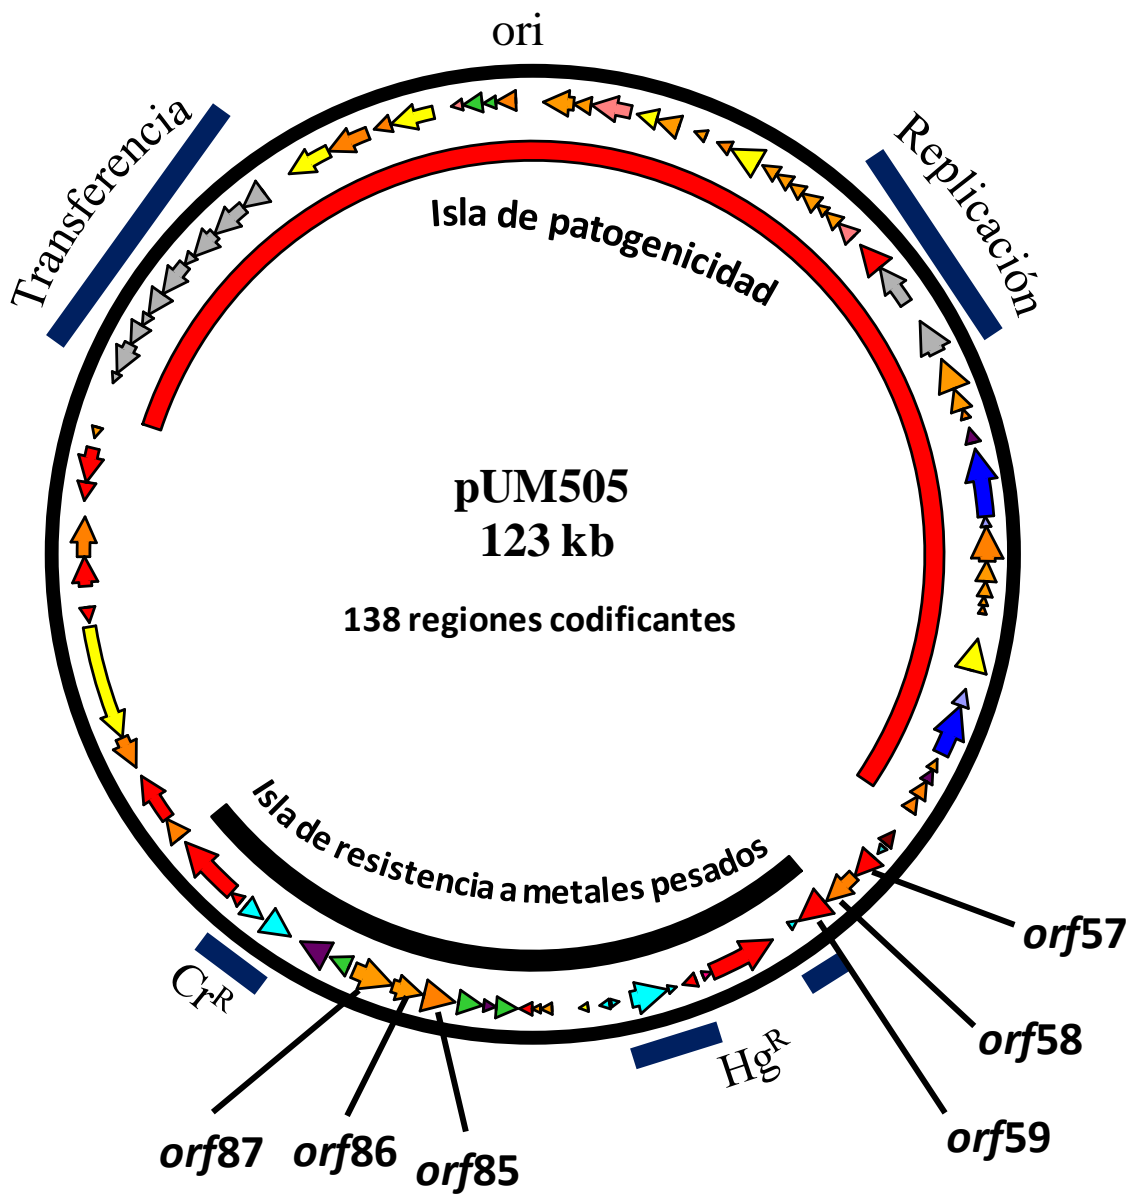 ori
Transferencia
Replicación
Isla de patogenicidad
pUM505
123 kb
138 regiones codificantes
Isla de resistencia a metales pesados
orf57
Cr^R
orf58
Hg^R
orf59
orf87
orf86
orf85